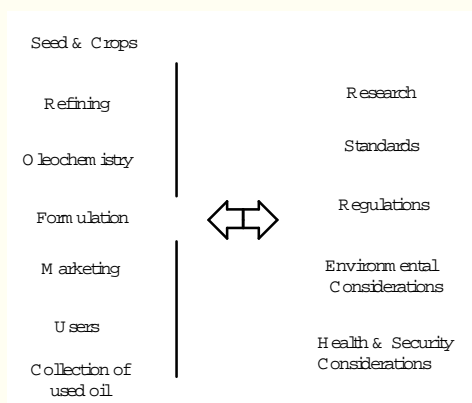 Seed & Crops
Refining
Oleochemistry
Formulation
Marketing
Users
Collection of
used oil
Research
Standards
Regulations
Environmental
Considerations
Health & Security
Considerations